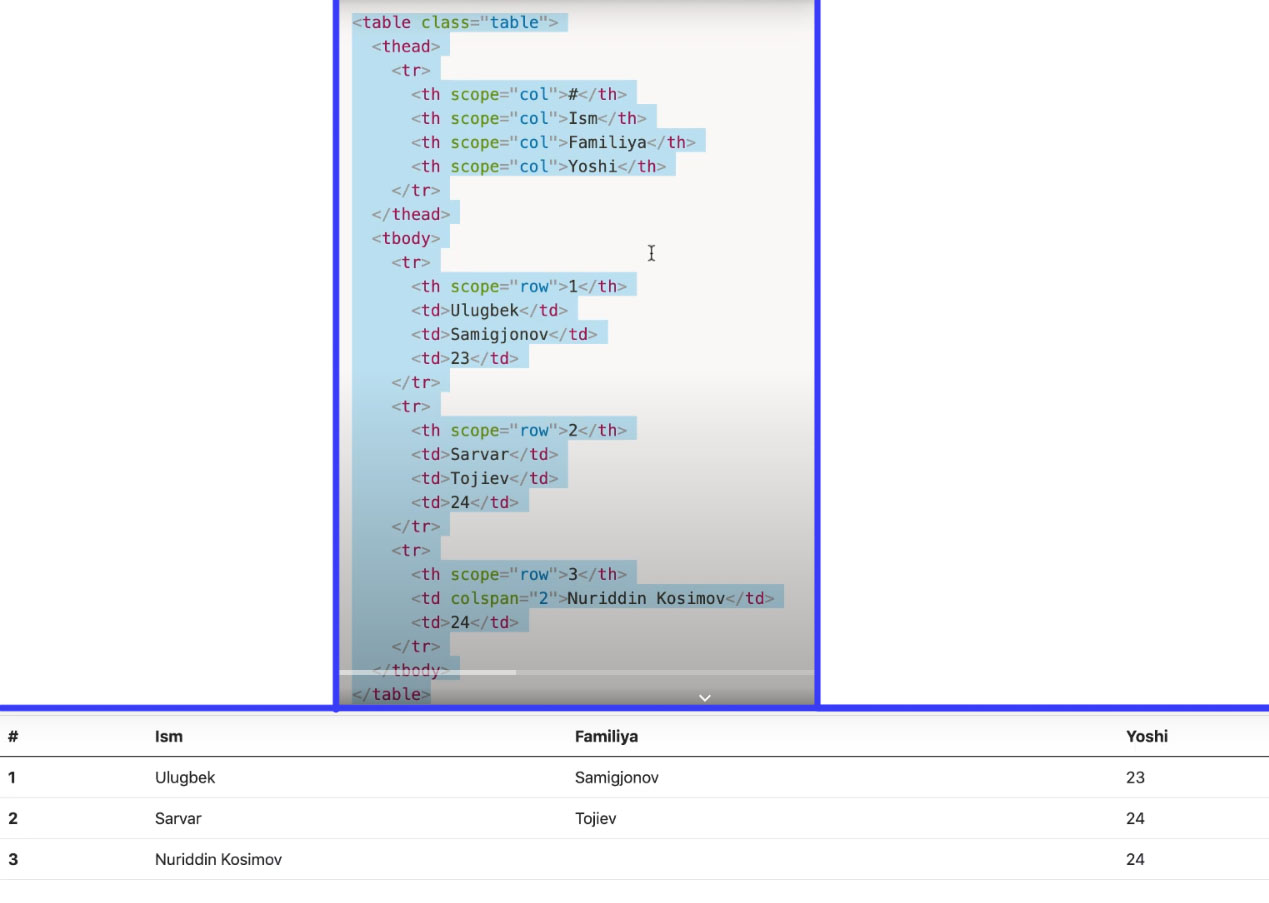 <table class="table">
<thead>
<tr>
<th scope="col">#</th>
<th scope="col">Ism</th>
<th scope="col">Familiya</th>
<th scope="col">Yoshi</th>
</tr>
</thead>
<tbody>
<tr>
<th scope="row">1</th>
<td>Ulugbek</td>
<td>Samigjonov</td>
<td>23</td>
</tr>
<tr>
<th scope="row">2</th>
<td>Sarvar</td>
<td>Tojiev</td>
<td>24</td>
</tr>
<tr>
<th scope="row">3</th>
<td colspan="2">Nuriddin Kosimov</td>
<td>24</td>
</tr>
</tbody>
</table>
# Ism Familiya Yoshi
1 Ulugbek Samigjonov 23
2 Sarvar Tojiev 24
3 Nuriddin Kosimov 24